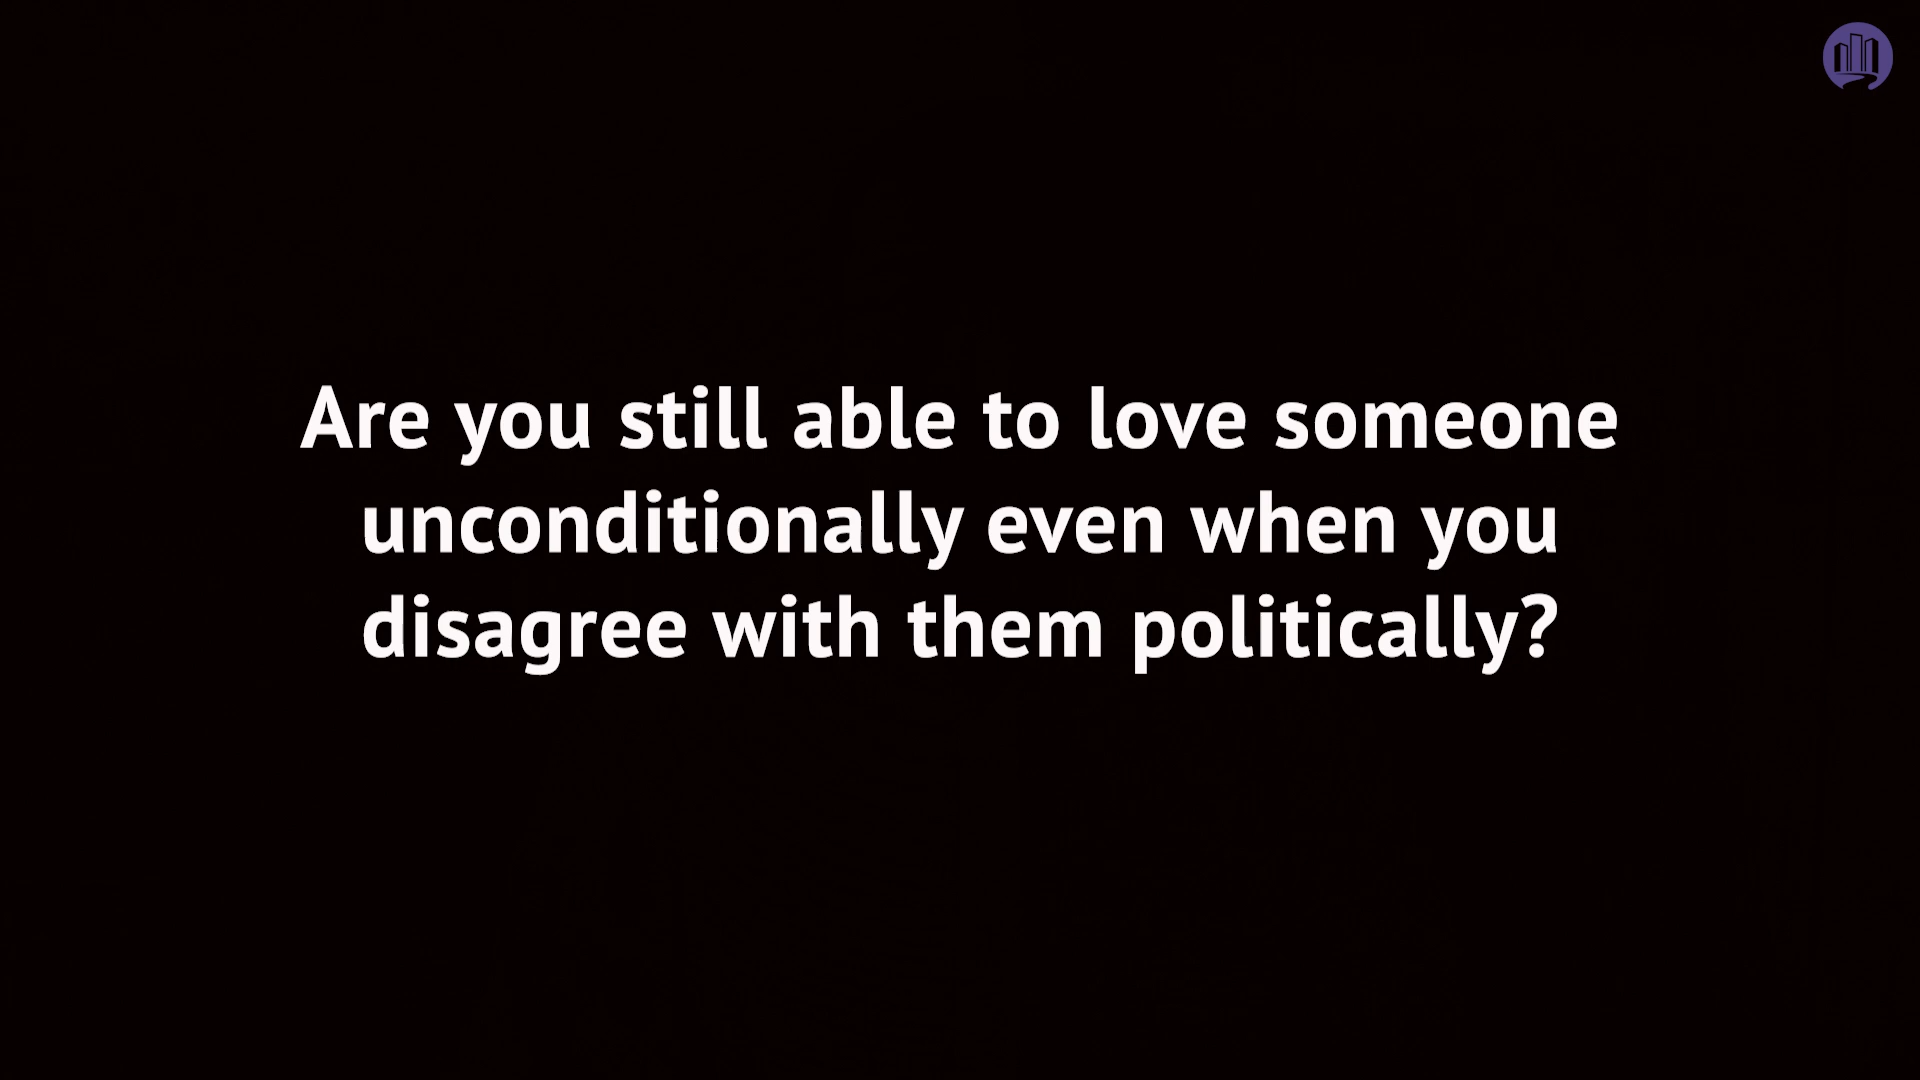 Are you still able to love someone
unconditionally even when you
disagree with them politically?